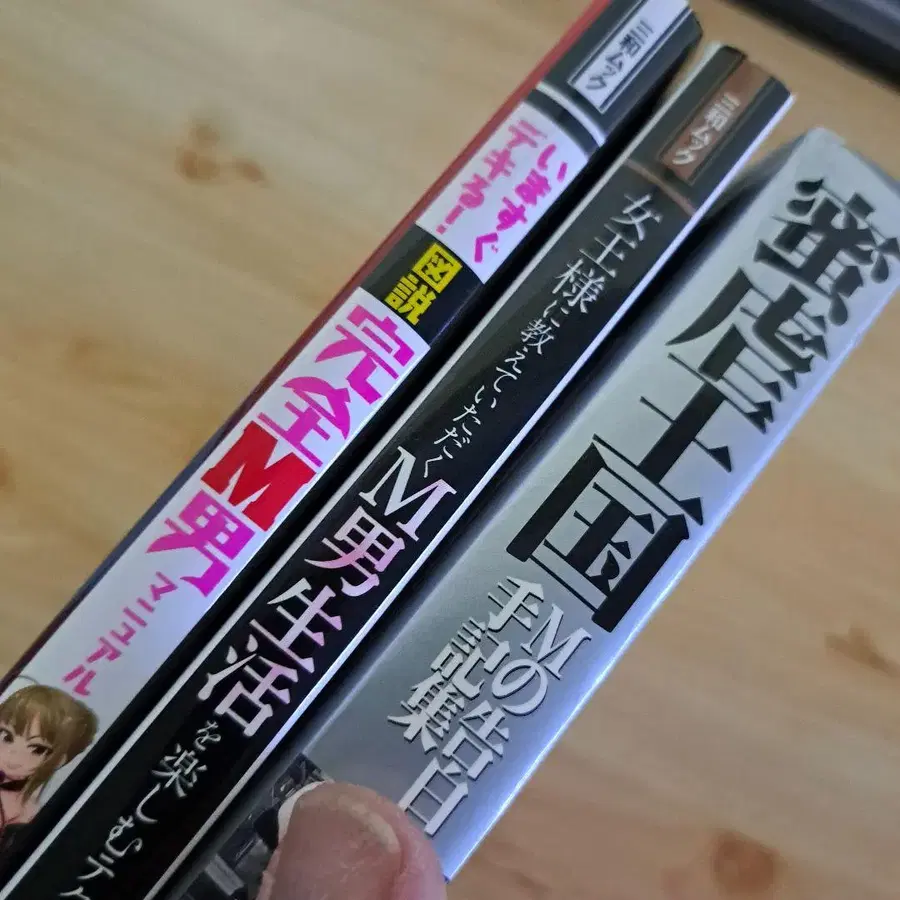 三和ムック
いますぐ
デキる!
図説
完全M男
マニュアル
三和ムック
女王様に教えていただく
M男生活
を楽しむテク
蜜虐王国
Mの告白
手記集